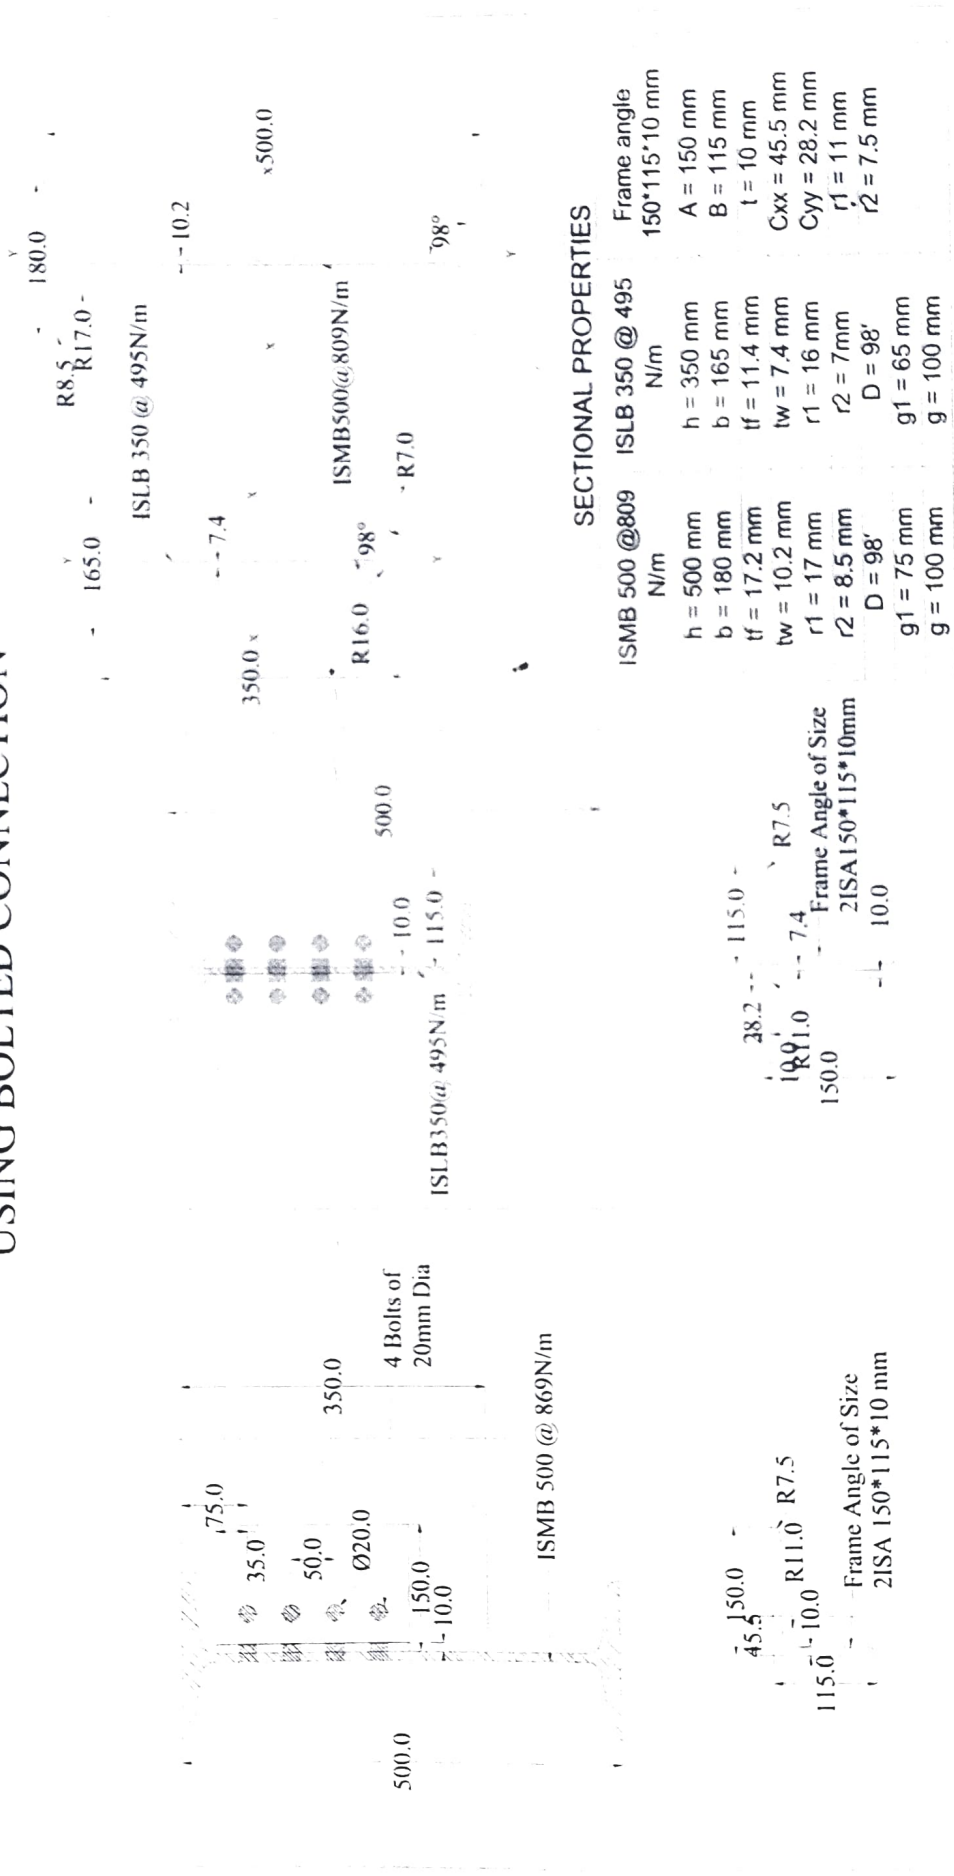 USING BOLTED CONNECTION
75.0
35.0
50.0
Ø20.0
150.0
10.0
350.0
4 Bolts of
20mm Dia
500.0
ISMB 500 @ 869N/m
500.0
10.0
115.0
ISLB350@ 495N/m
165.0
ISLB 350 @ 495N/m
7.4
350.0
R16.0
98°
R7.0
180.0
R8.5
R17.0
10.2
500.0
ISMB500@809N/m
98°
150.0
45.5
R11.0
R7.5
10.0
115.0
Frame Angle of Size
2ISA 150*115*10 mm
115.0
28.2
10.0
R11.0
7.4
R7.5
150.0
Frame Angle of Size
2ISA150*115*10mm
10.0
SECTIONAL PROPERTIES
ISMB 500 @809
N/m
h = 500 mm
b = 180 mm
tf = 17.2 mm
tw = 10.2 mm
r1 = 17 mm
r2 = 8.5 mm
D = 98'
g1 = 75 mm
g = 100 mm
ISLB 350 @ 495
N/m
h = 350 mm
b = 165 mm
tf = 11.4 mm
tw = 7.4 mm
r1 = 16 mm
r2 = 7mm
D = 98'
g1 = 65 mm
g = 100 mm
Frame angle
150*115*10 mm
A = 150 mm
B = 115 mm
t = 10 mm
Cxx = 45.5 mm
Cyy = 28.2 mm
r1 = 11 mm
r2 = 7.5 mm